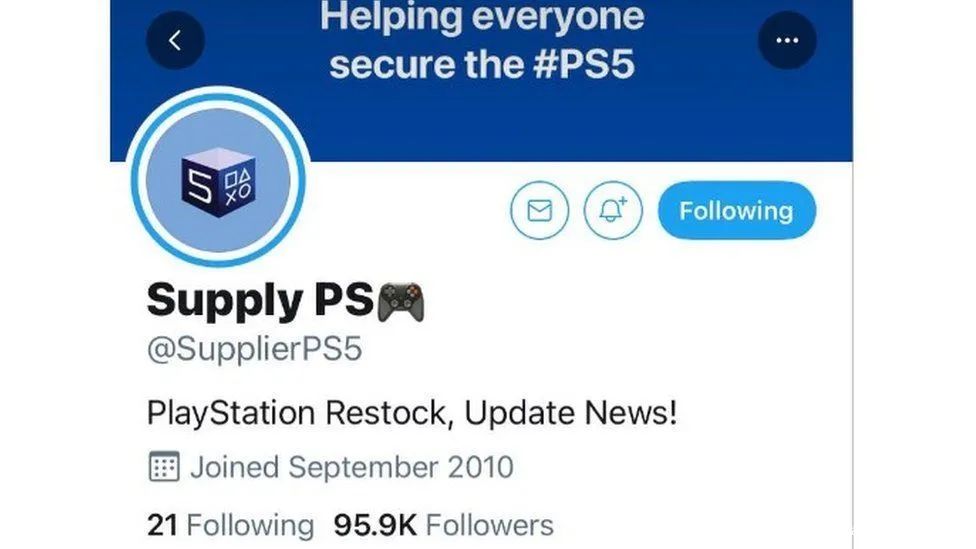 Helping everyone
secure the #PS5
5
Following
Supply PS🎮
@SupplierPS5
PlayStation Restock, Update News!
Joined September 2010
21 Following 95.9K Followers